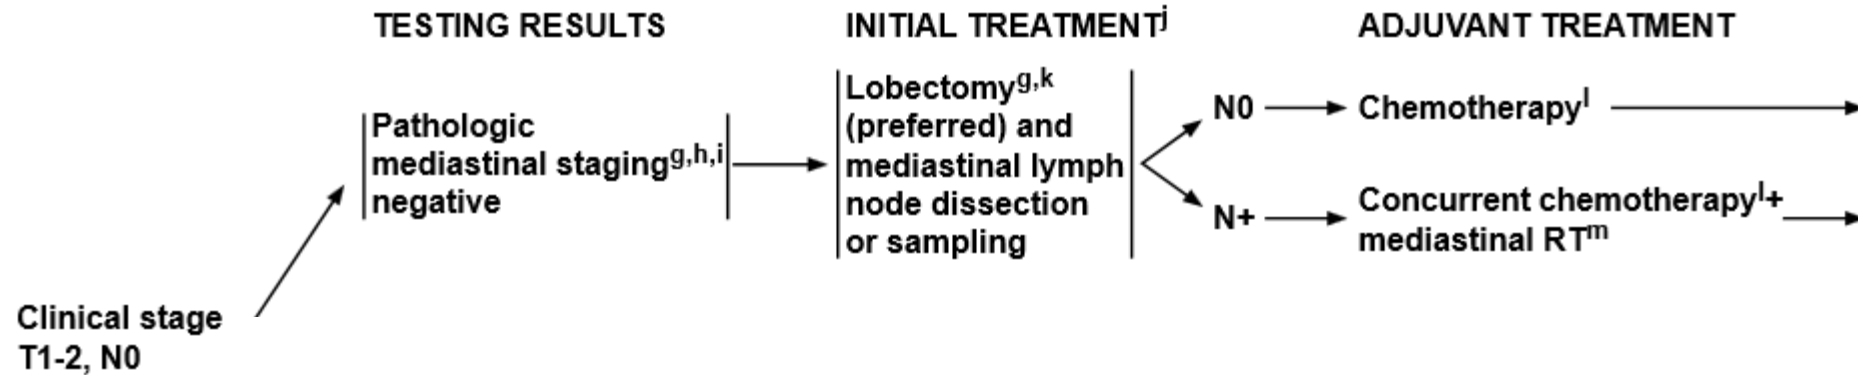 TESTING RESULTS
INITIAL TREATMENTj
ADJUVANT TREATMENT
Pathologic
mediastinal stagingg,h,i
negative
Lobectomyg,k
(preferred) and
mediastinal lymph
node dissection
or sampling
N0
Chemotherapyl
N+
Concurrent chemotherapyl+
mediastinal RTm
Clinical stage
T1-2, N0